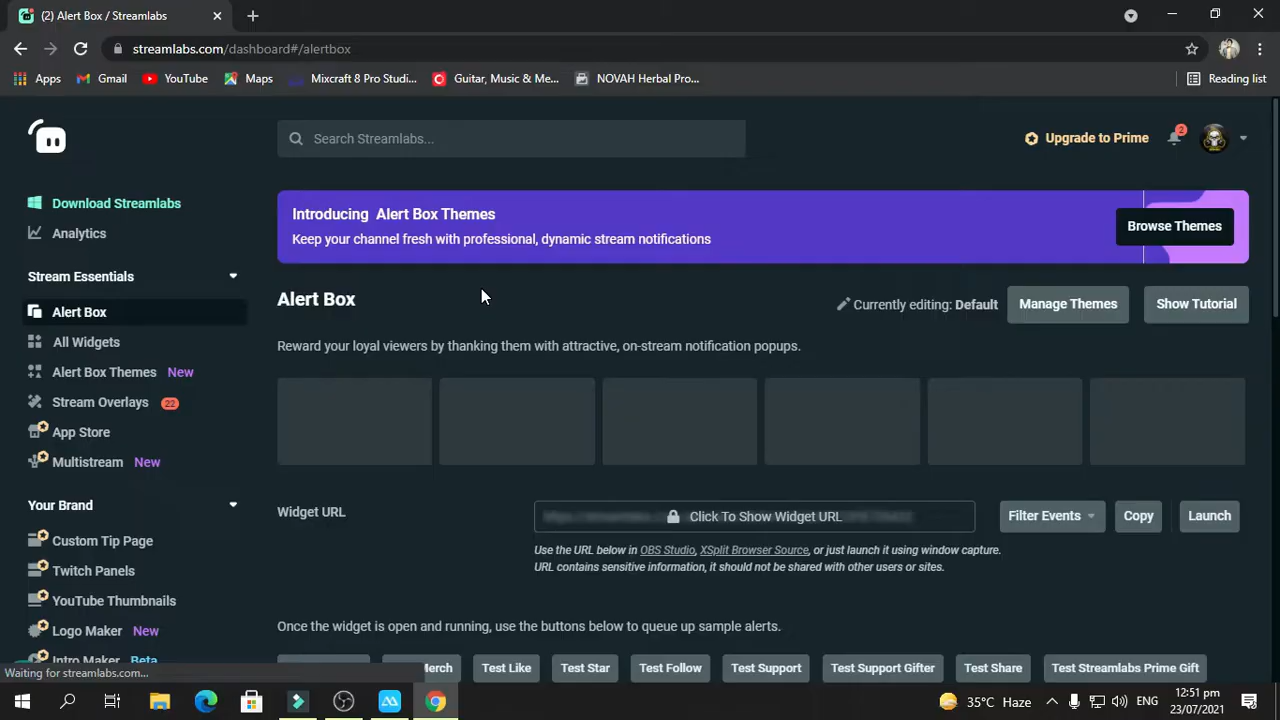 (2) Alert Box / Streamlabs
streamlabs.com/dashboard#/alertbox
Apps
Gmail
YouTube
Maps
Mixcraft 8 Pro Studi...
Guitar, Music & Me...
NOVAH Herbal Pro...
Reading list
Search Streamlabs...
Upgrade to Prime
2
Download Streamlabs
Analytics
Stream Essentials
Alert Box
All Widgets
Alert Box Themes New
Stream Overlays 22
App Store
Multistream New
Your Brand
Custom Tip Page
Twitch Panels
YouTube Thumbnails
Logo Maker New
Intro Maker Beta
Introducing Alert Box Themes
Keep your channel fresh with professional, dynamic stream notifications
Browse Themes
Alert Box
Currently editing: Default
Manage Themes
Show Tutorial
Reward your loyal viewers by thanking them with attractive, on-stream notification popups.
Widget URL
Click To Show Widget URL
Filter Events
Copy
Launch
Use the URL below in OBS Studio, XSplit Browser Source, or just launch it using window capture.
URL contains sensitive information, it should not be shared with other users or sites.
Once the widget is open and running, use the buttons below to queue up sample alerts.
Merch
Test Like
Test Star
Test Follow
Test Support
Test Support Gifter
Test Share
Test Streamlabs Prime Gift
Waiting for streamlabs.com...
35°C Haze
ENG
12:51 pm
23/07/2021